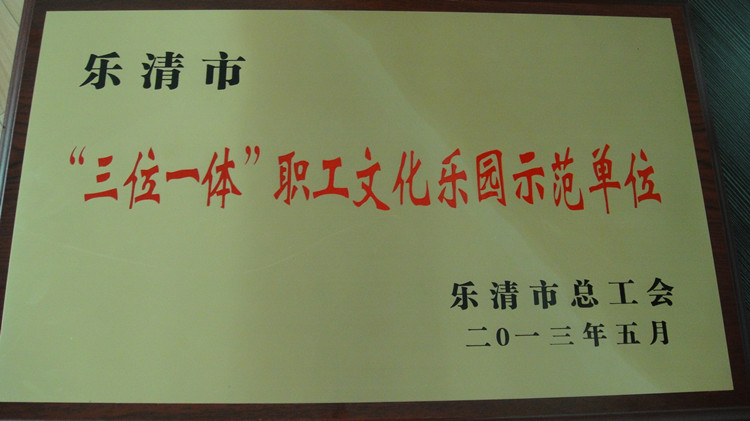 乐清市
“三位一体”职工文化乐园示范单位
乐清市总工会
二0一三年五月